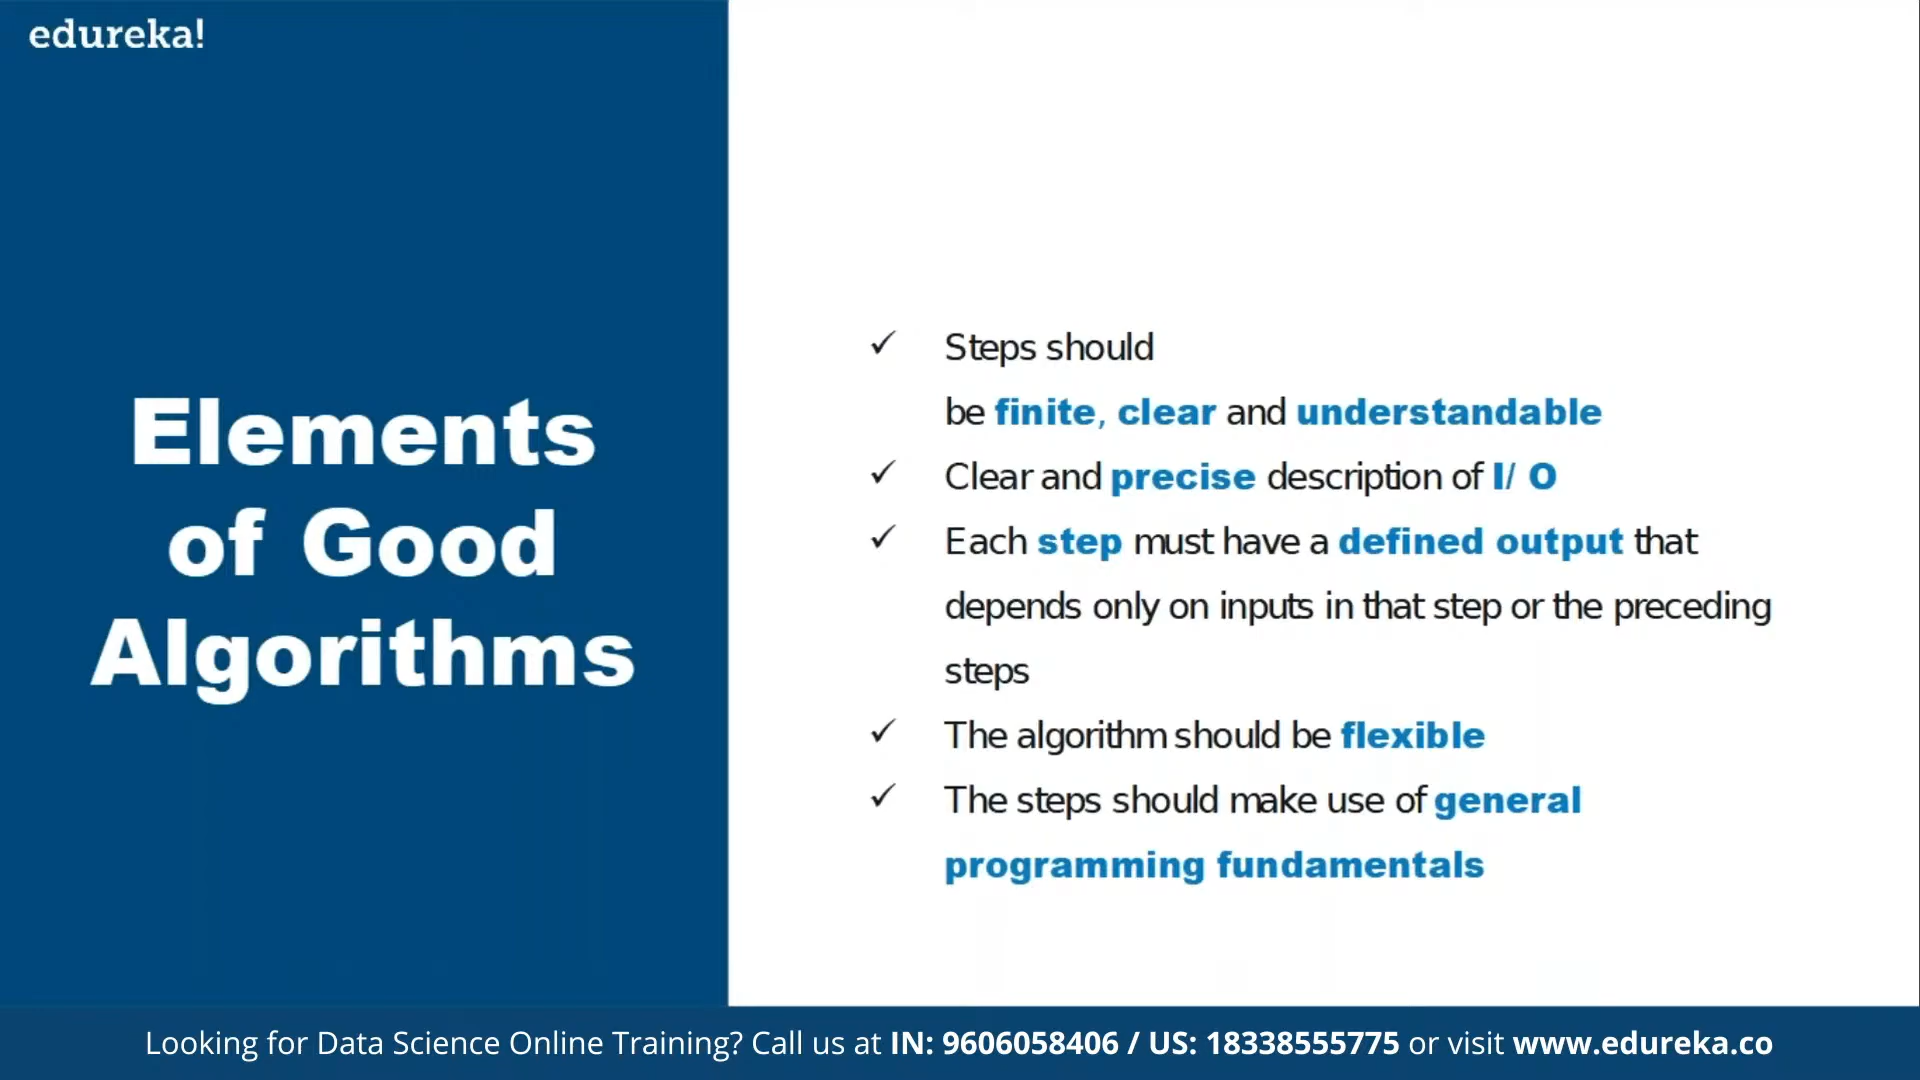 edureka!
Elements
of Good
Algorithms
✓ Steps should
be finite, clear and understandable
✓ Clear and precise description of I/ O
✓ Each step must have a defined output that
depends only on inputs in that step or the preceding
steps
✓ The algorithm should be flexible
✓ The steps should make use of general
programming fundamentals
Looking for Data Science Online Training? Call us at IN: 9606058406 / US: 18338555775 or visit www.edureka.co